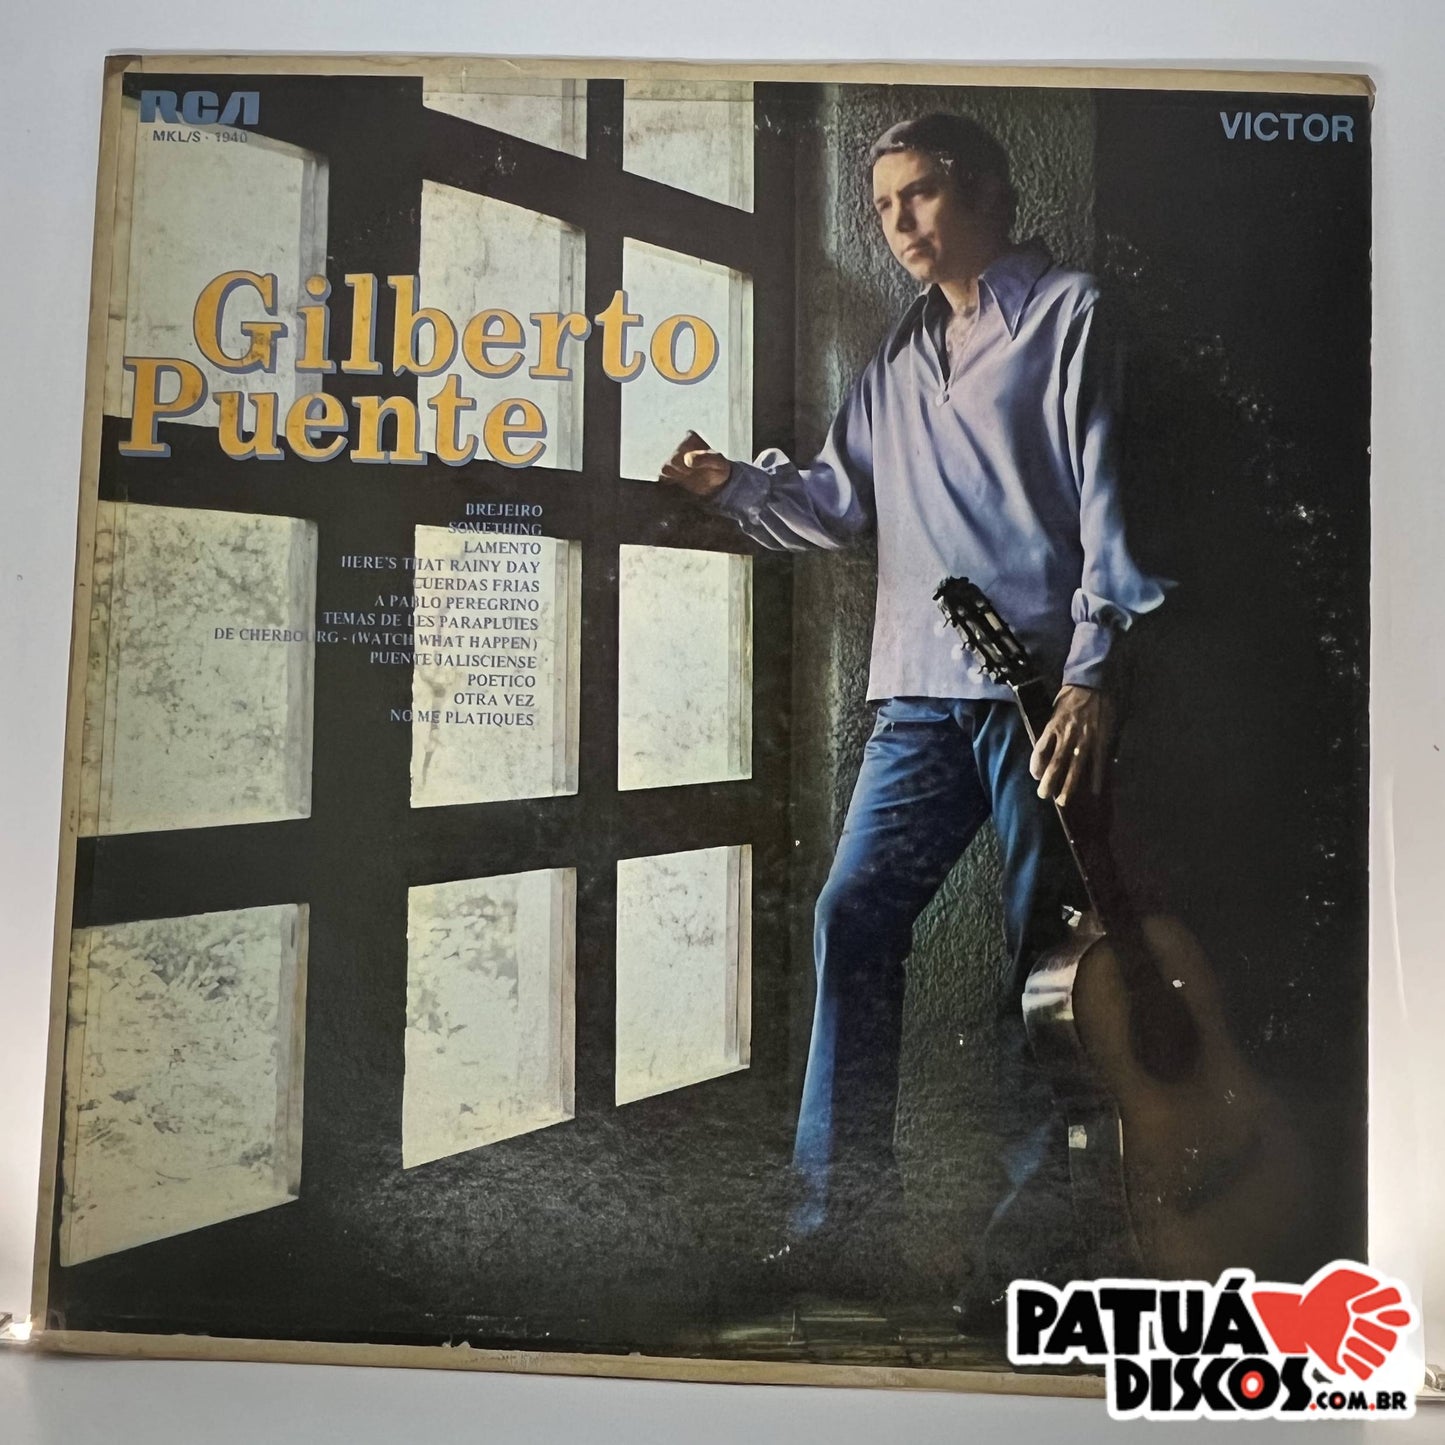 RCA
MKL/S - 1940
VICTOR
Gilberto
Puente
BREJEIRO
SOMETHING
LAMENTO
HERE'S THAT RAINY DAY
CUERDAS FRIAS
A PABLO PEREGRINO
TEMAS DE LES PARAPLUIES
DE CHERBOURG - (WATCH WHAT HAPPEN)
PUENTE JALISCIENSE
POETICO
OTRA VEZ
NO ME PLATIQUES
PATUÁ
DISCOS.COM.BR